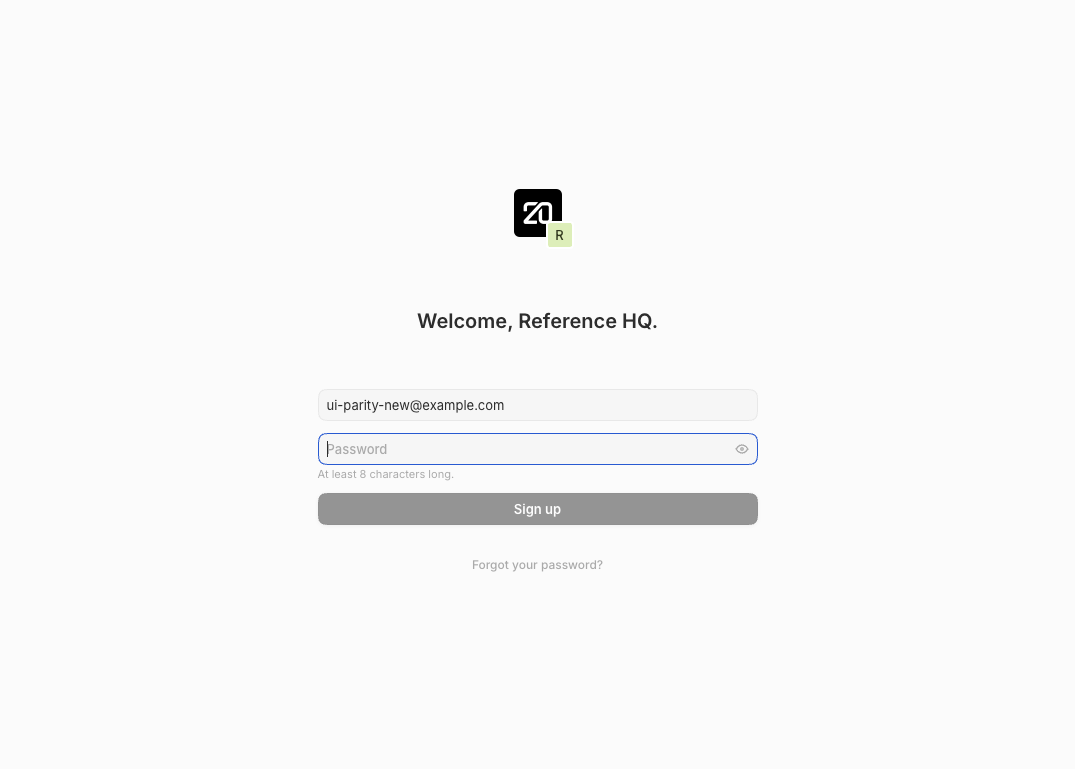 20
R
Welcome, Reference HQ.
ui-parity-new@example.com
Password
At least 8 characters long.
Sign up
Forgot your password?